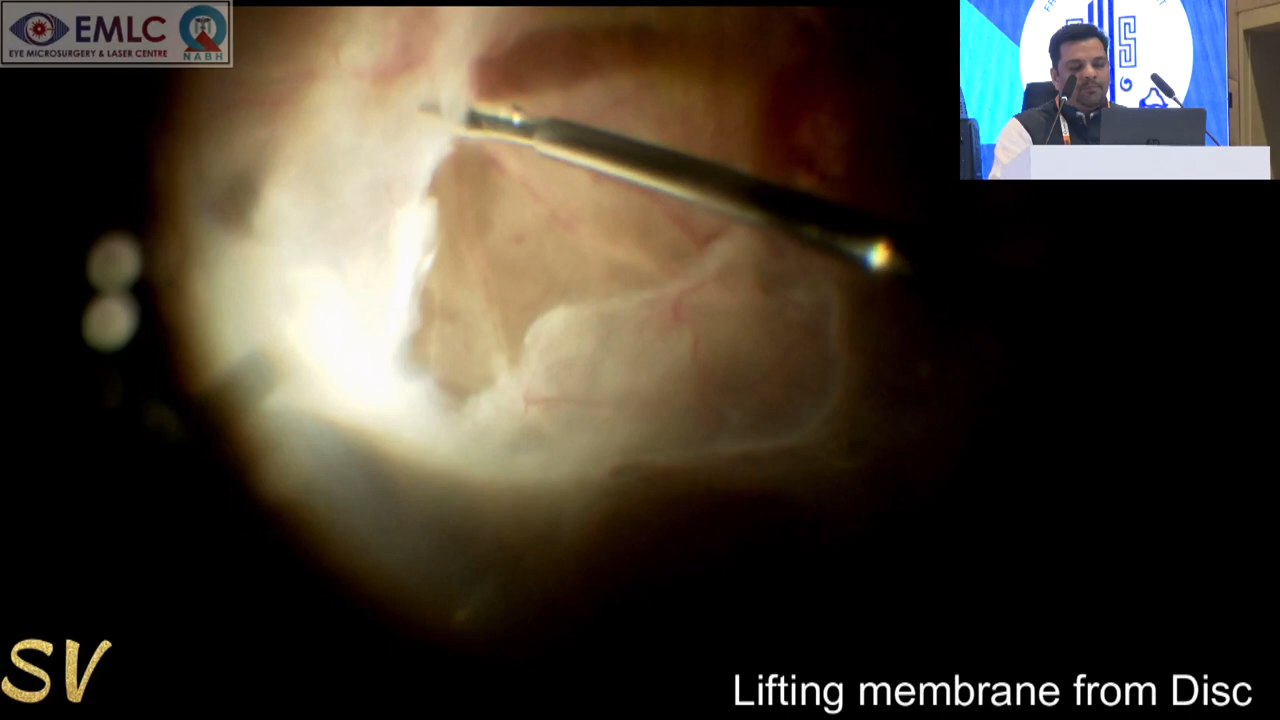 EMLC
EYE MICROSURGERY & LASER CENTRE
NABH
SV
Lifting membrane from Disc